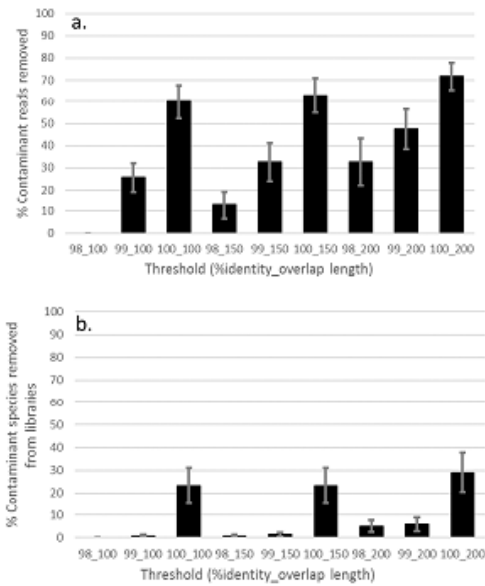 a.
% Contaminant reads removed
100
90
80
70
60
50
40
30
20
10
0
98_100 99_100 100_100 98_150 99_150 100_150 98_200 99_200 100_200
Threshold (%identity_overlap length)
b.
% Contaminant species removed
from libraries
100
90
80
70
60
50
40
30
20
10
0
98_100 99_100 100_100 98_150 99_150 100_150 98_200 99_200 100_200
Threshold (%identity_overlap length)